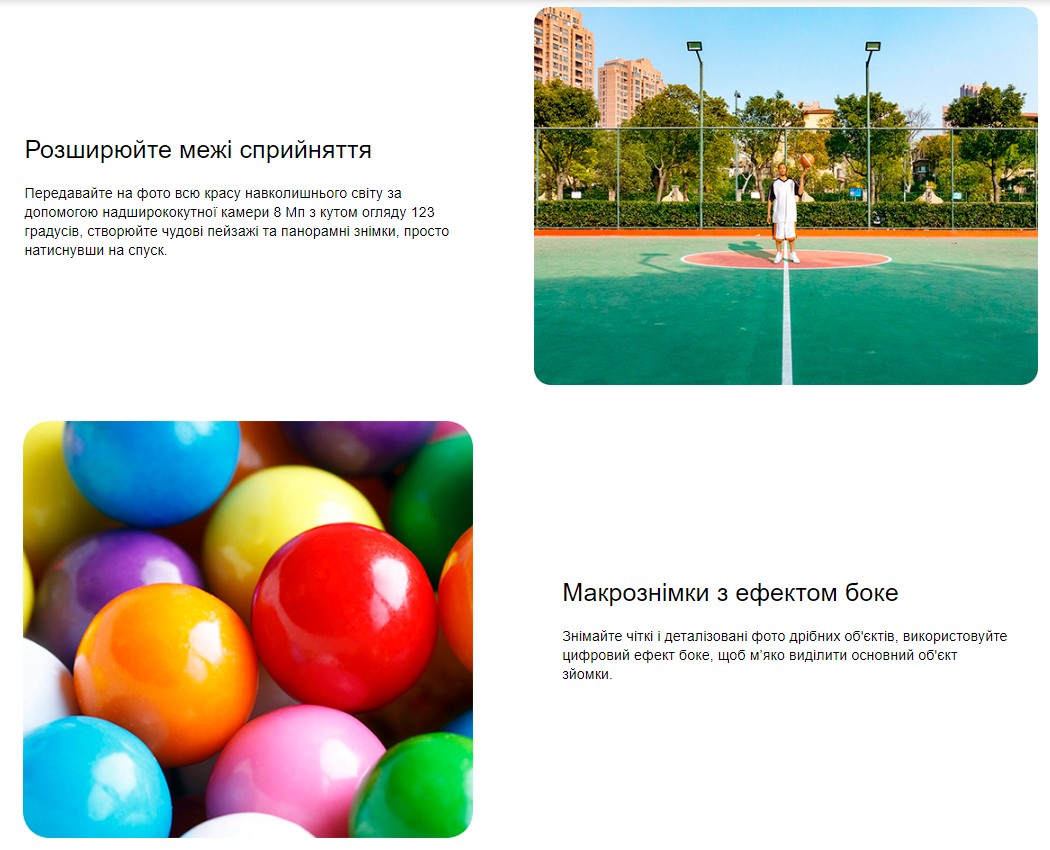 Розширюйте межі сприйняття
Передавайте на фото всю красу навколишнього світу за
допомогою надширококутної камери 8 Мп з кутом огляду 123
градусів, створюйте чудові пейзажі та панорамні знімки, просто
натиснувши на спуск.
Макрознімки з ефектом боке
Знімайте чіткі і деталізовані фото дрібних об'єктів, використовуйте
цифровий ефект боке, щоб м’яко виділити основний об'єкт
зйомки.